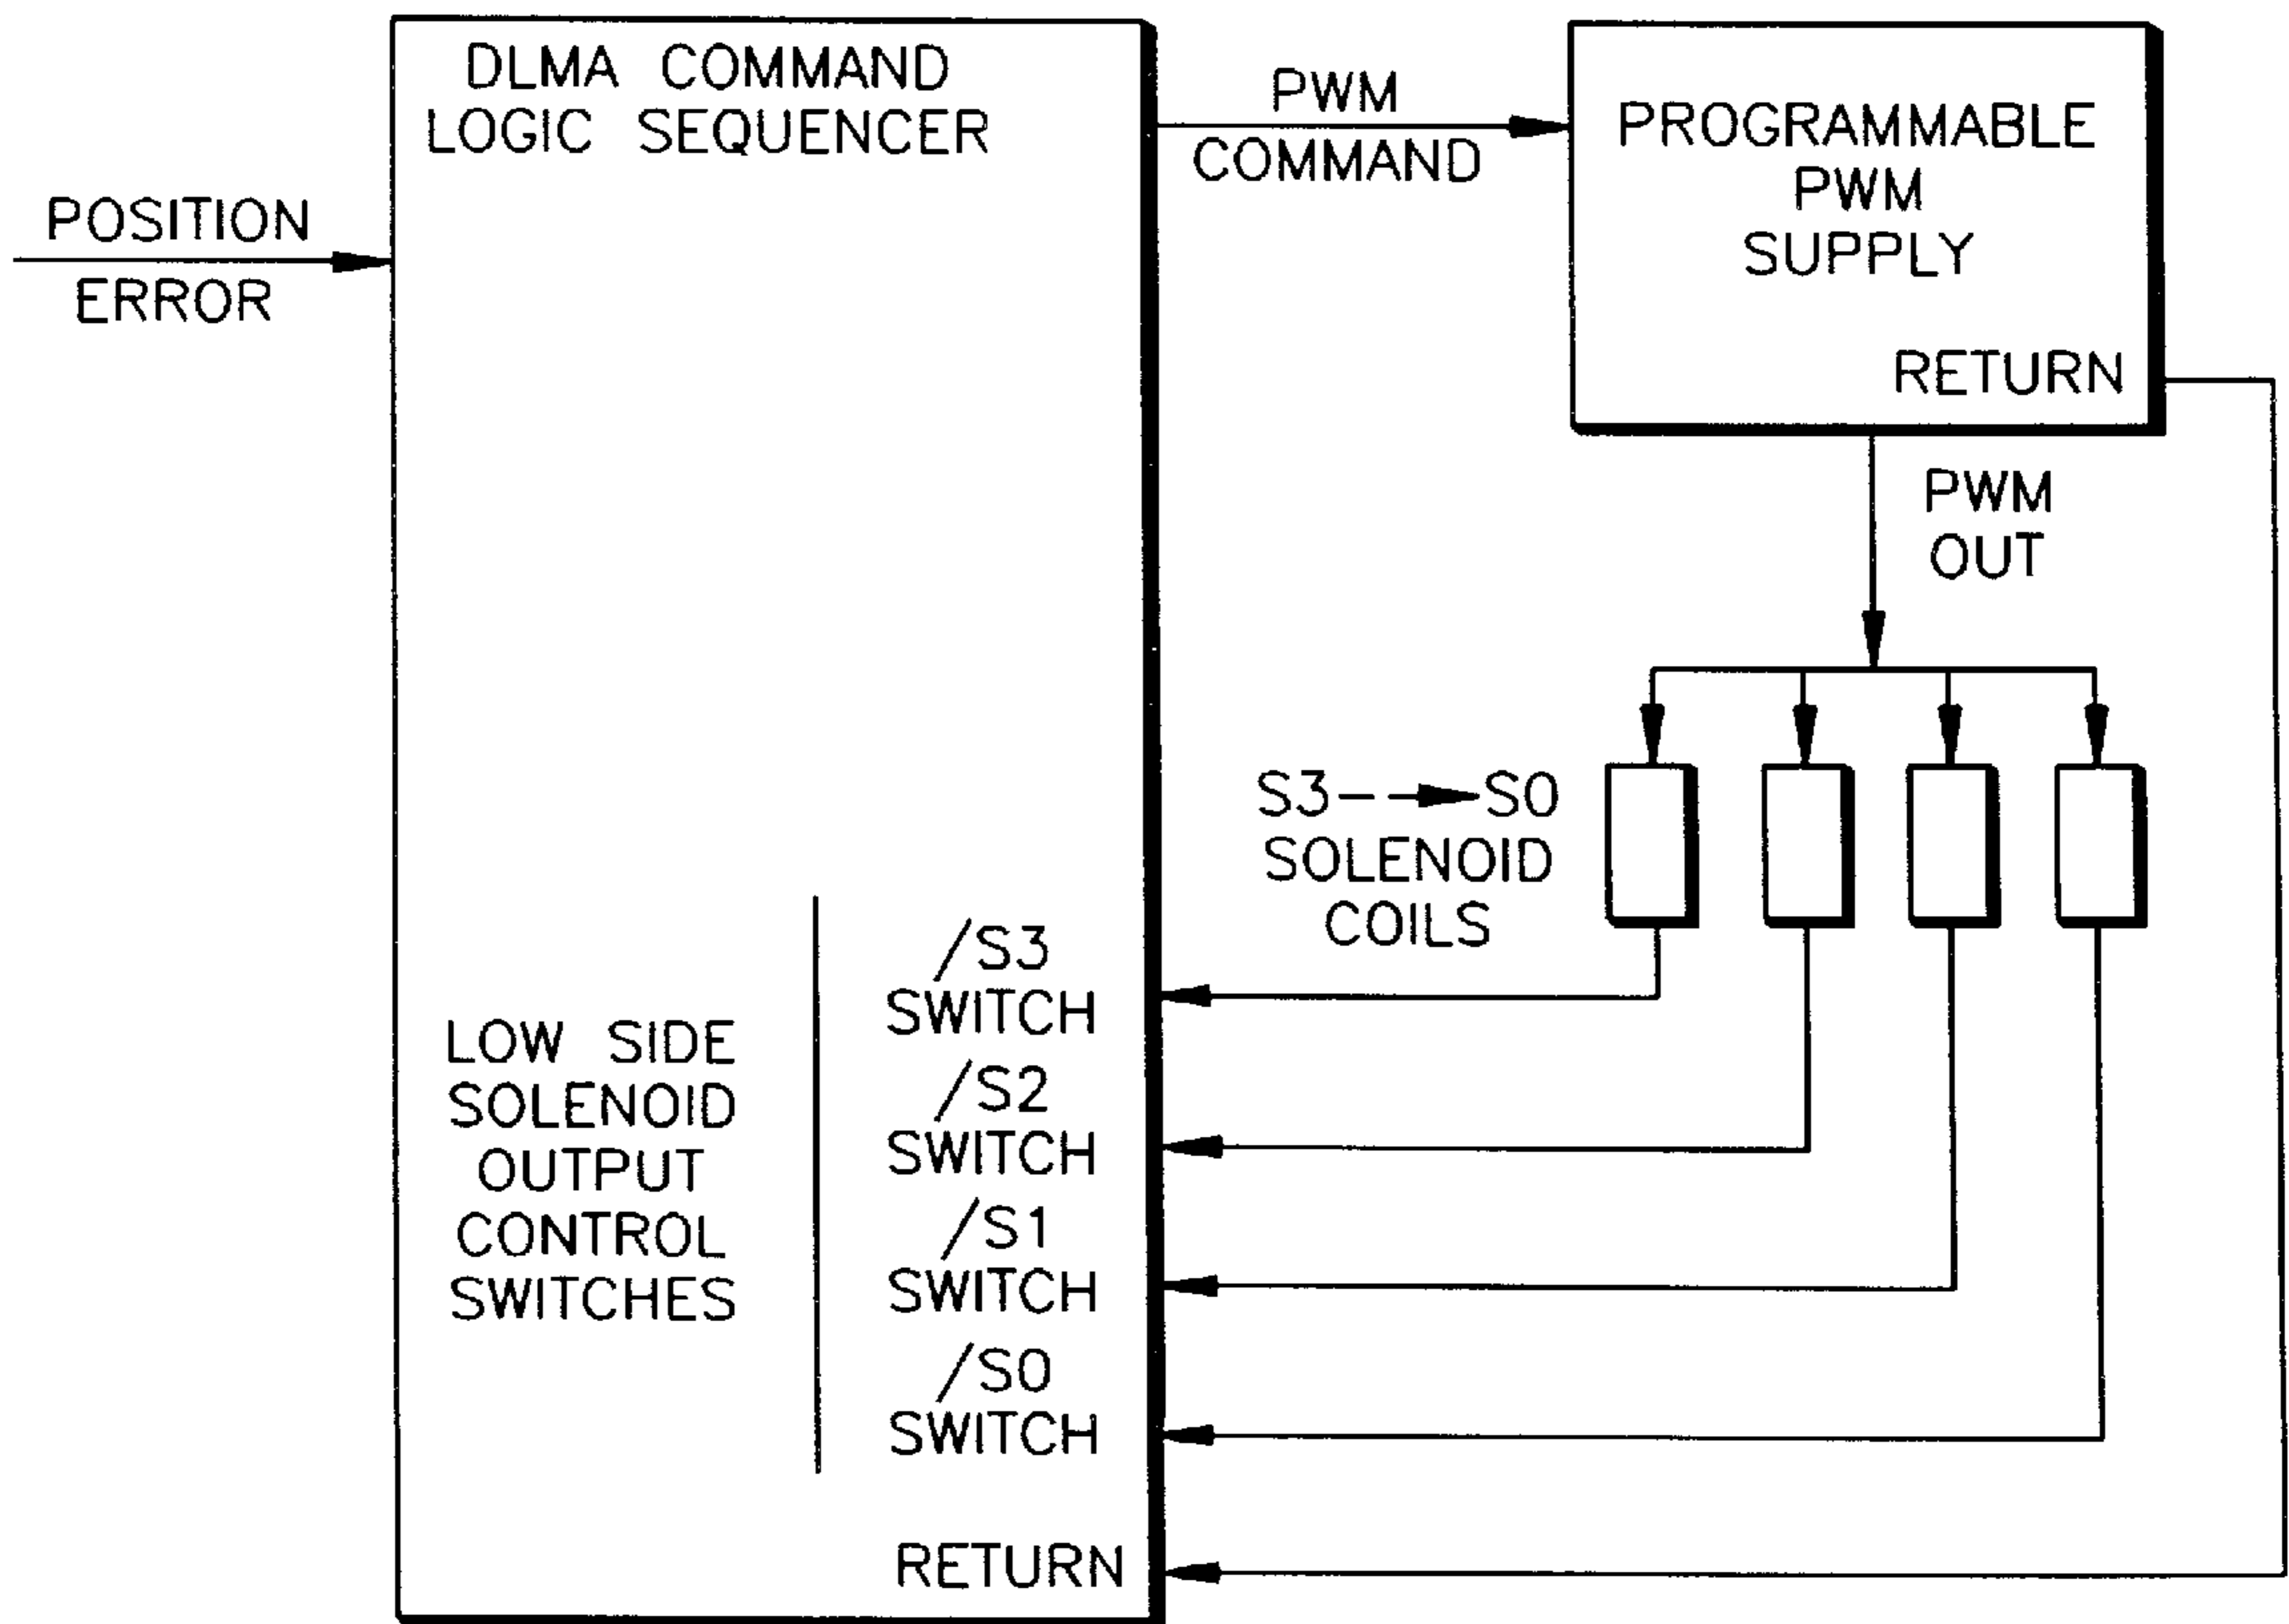 DLMA COMMAND
LOGIC SEQUENCER
POSITION
ERROR
PWM
COMMAND
PROGRAMMABLE
PWM
SUPPLY
RETURN
PWM
OUT
S3 S0
SOLENOID
COILS
LOW SIDE
SOLENOID
OUTPUT
CONTROL
SWITCHES
/S3
SWITCH
/S2
SWITCH
/S1
SWITCH
/S0
SWITCH
RETURN